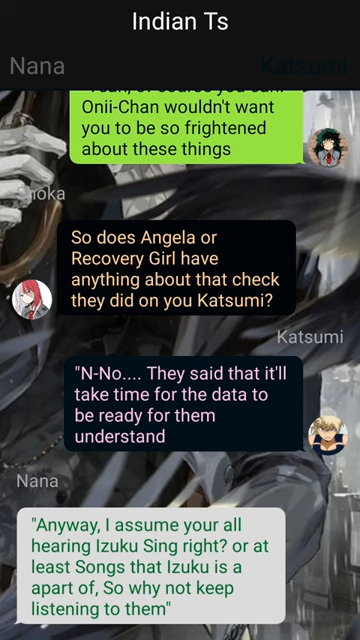 Indian Ts
Nana
Katsumi
Onii-Chan wouldn't want
you to be so frightened
about these things
Shoka
So does Angela or
Recovery Girl have
anything about that check
they did on you Katsumi?
Katsumi
"N-No.... They said that it'll
take time for the data to
be ready for them
understand
Nana
"Anyway, I assume your all
hearing Izuku Sing right? or at
least Songs that Izuku is a
apart of, So why not keep
listening to them"